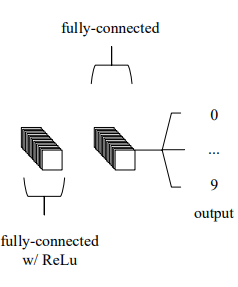 fully-connected
0
...
9
output
fully-connected
w/ ReLu